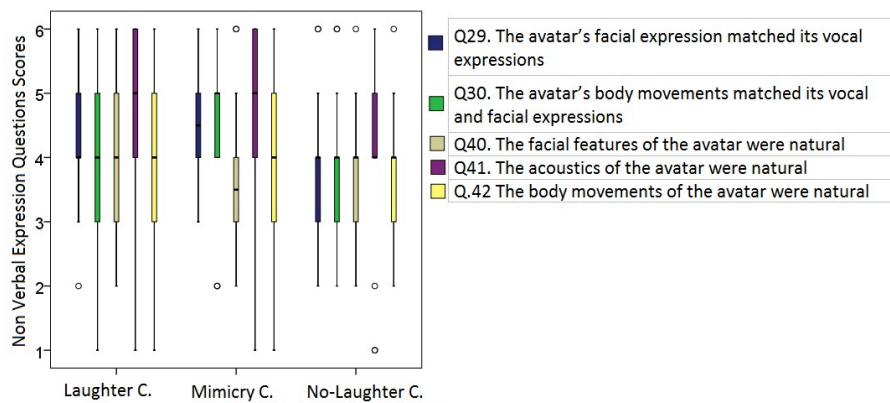 Non Verbal Expression Questions Scores
6
5
4
3
2
1
Laughter C.
Mimicry C.
No-Laughter C.
Q29. The avatar's facial expression matched its vocal
expressions
Q30. The avatar's body movements matched its vocal
and facial expressions
Q40. The facial features of the avatar were natural
Q41. The acoustics of the avatar were natural
Q.42 The body movements of the avatar were natural